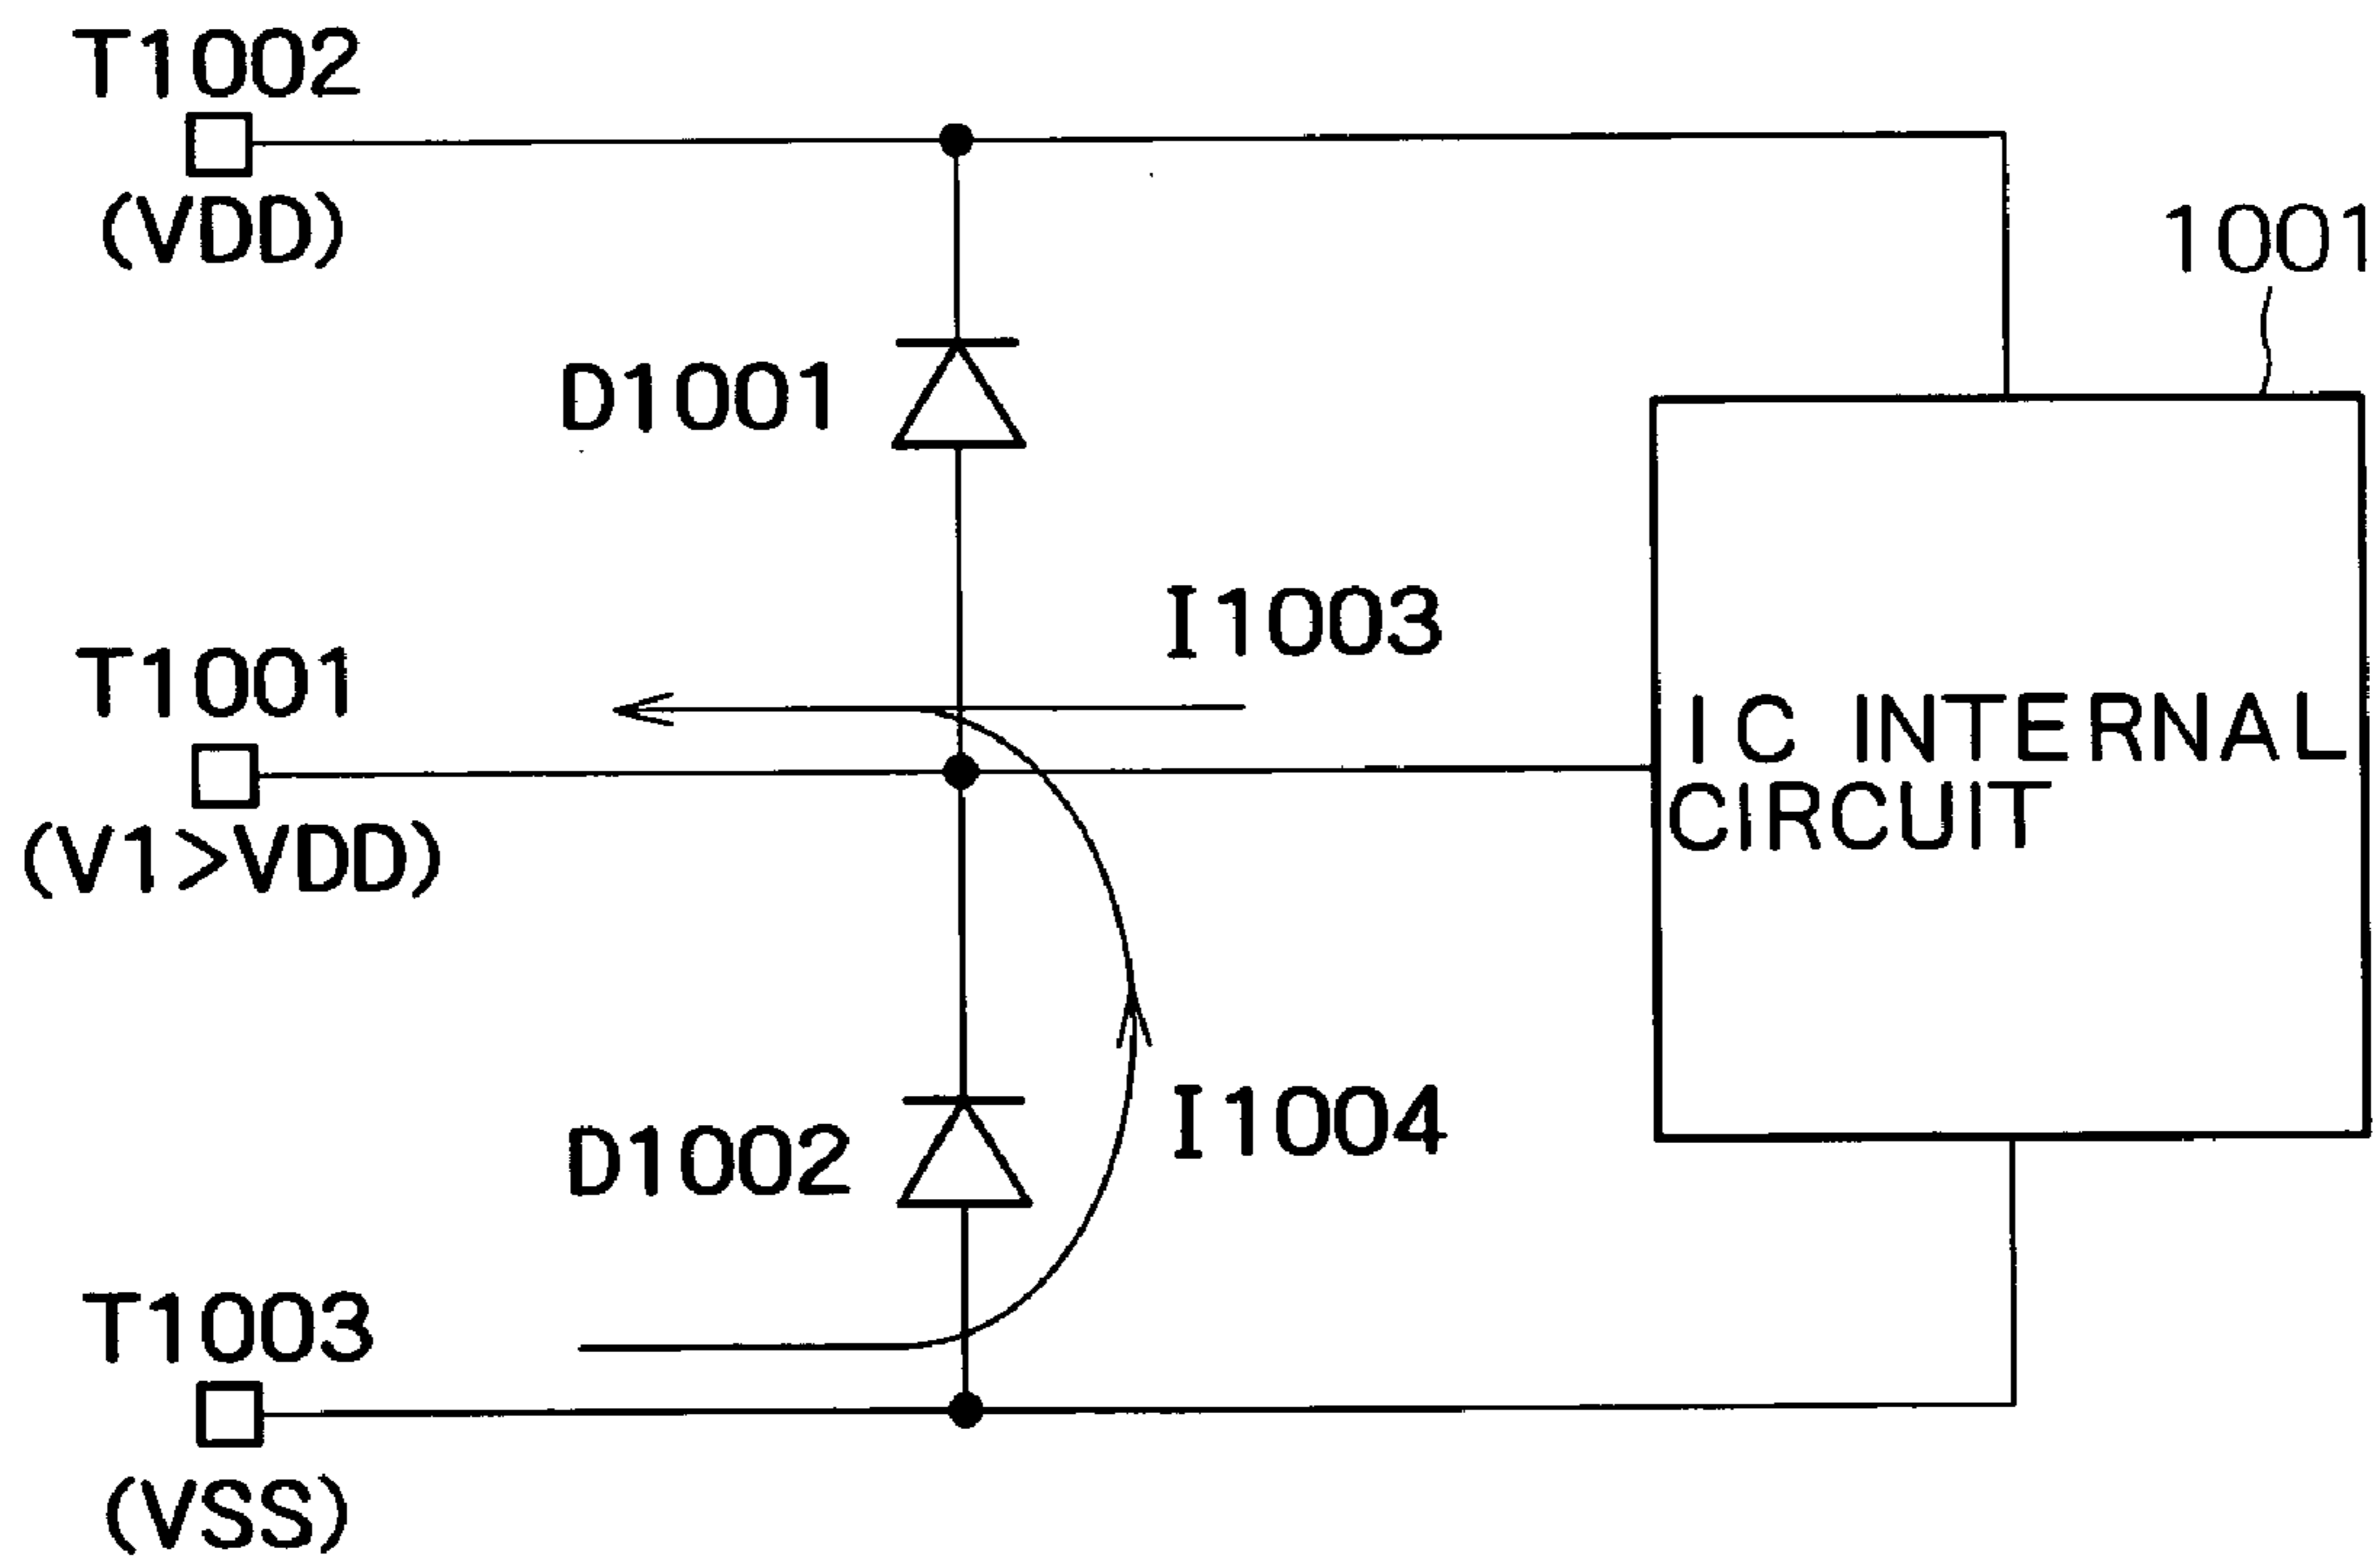 T1002
(VDD)
1001
D1001
I1003
T1001
(V1>VDD)
IC INTERNAL
CIRCUIT
I1004
D1002
T1003
(VSS)